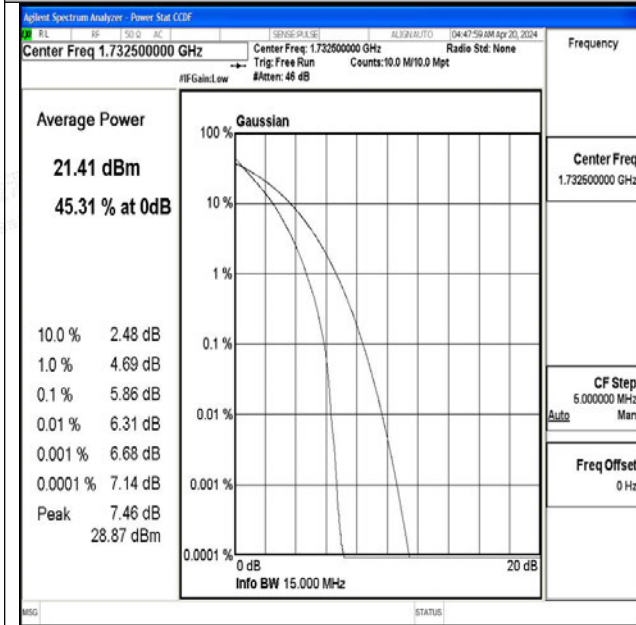 Agilent Spectrum Analyzer - Power Stat CCDF
RL RF 50 Ω AC SENSE:PULSE ALIGN AUTO 04:47:59 AM Apr 20, 2024
Center Freq 1.732500000 GHz
Center Freq: 1.732500000 GHz Radio Std: None
Trig: Free Run Counts:10.0 M/10.0 Mpt
#IFGain:Low #Atten: 46 dB
Frequency
Average Power
21.41 dBm
45.31 % at 0dB
10.0 % 2.48 dB
1.0 % 4.69 dB
0.1 % 5.86 dB
0.01 % 6.31 dB
0.001 % 6.68 dB
0.0001 % 7.14 dB
Peak 7.46 dB
28.87 dBm
Gaussian
100 %
10 %
1 %
0.1 %
0.01 %
0.001 %
0.0001 %
0 dB 20 dB
Info BW 15.000 MHz
Center Freq
1.732500000 GHz
CF Step
5.000000 MHz
Auto Man
Freq Offset
0 Hz
MSG STATUS